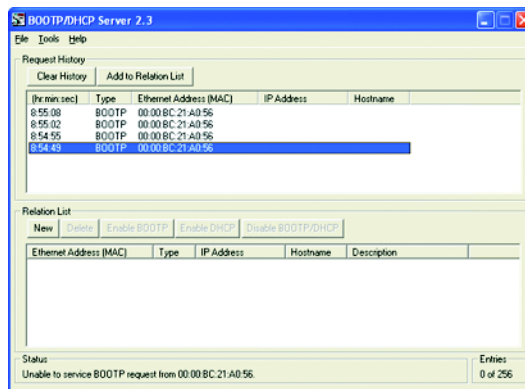 BOOTP/DHCP Server 2.3
File Tools Help
Request History
Clear History Add to Relation List
(hr:min:sec) Type Ethernet Address (MAC) IP Address Hostname
8:55:08 BOOTP 00:00:BC:21:A0:56
8:55:02 BOOTP 00:00:BC:21:A0:56
8:54:55 BOOTP 00:00:BC:21:A0:56
8:54:49 BOOTP 00:00:BC:21:A0:56
Relation List
New Delete Enable BOOTP Enable DHCP Disable BOOTP/DHCP
Ethernet Address (MAC) Type IP Address Hostname Description
Status
Unable to service BOOTP request from 00:00:BC:21:A0:56.
Entries
0 of 256